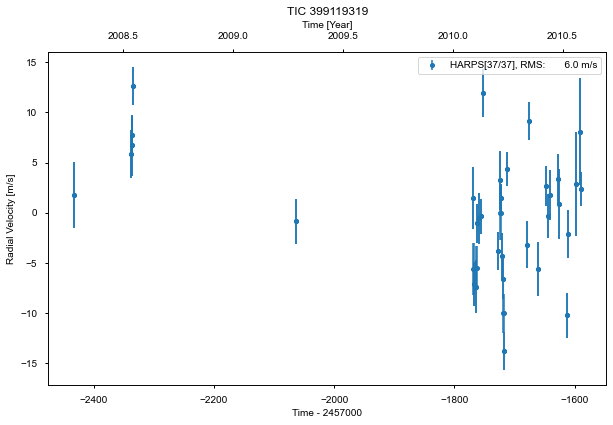 TIC 399119319
Time [Year]
2008.5 2009.0 2009.5 2010.0 2010.5
HARPS[37/37], RMS: 6.0 m/s
15
10
5
0
−5
−10
−15
Radial Velocity [m/s]
−2400 −2200 −2000 −1800 −1600
Time - 2457000